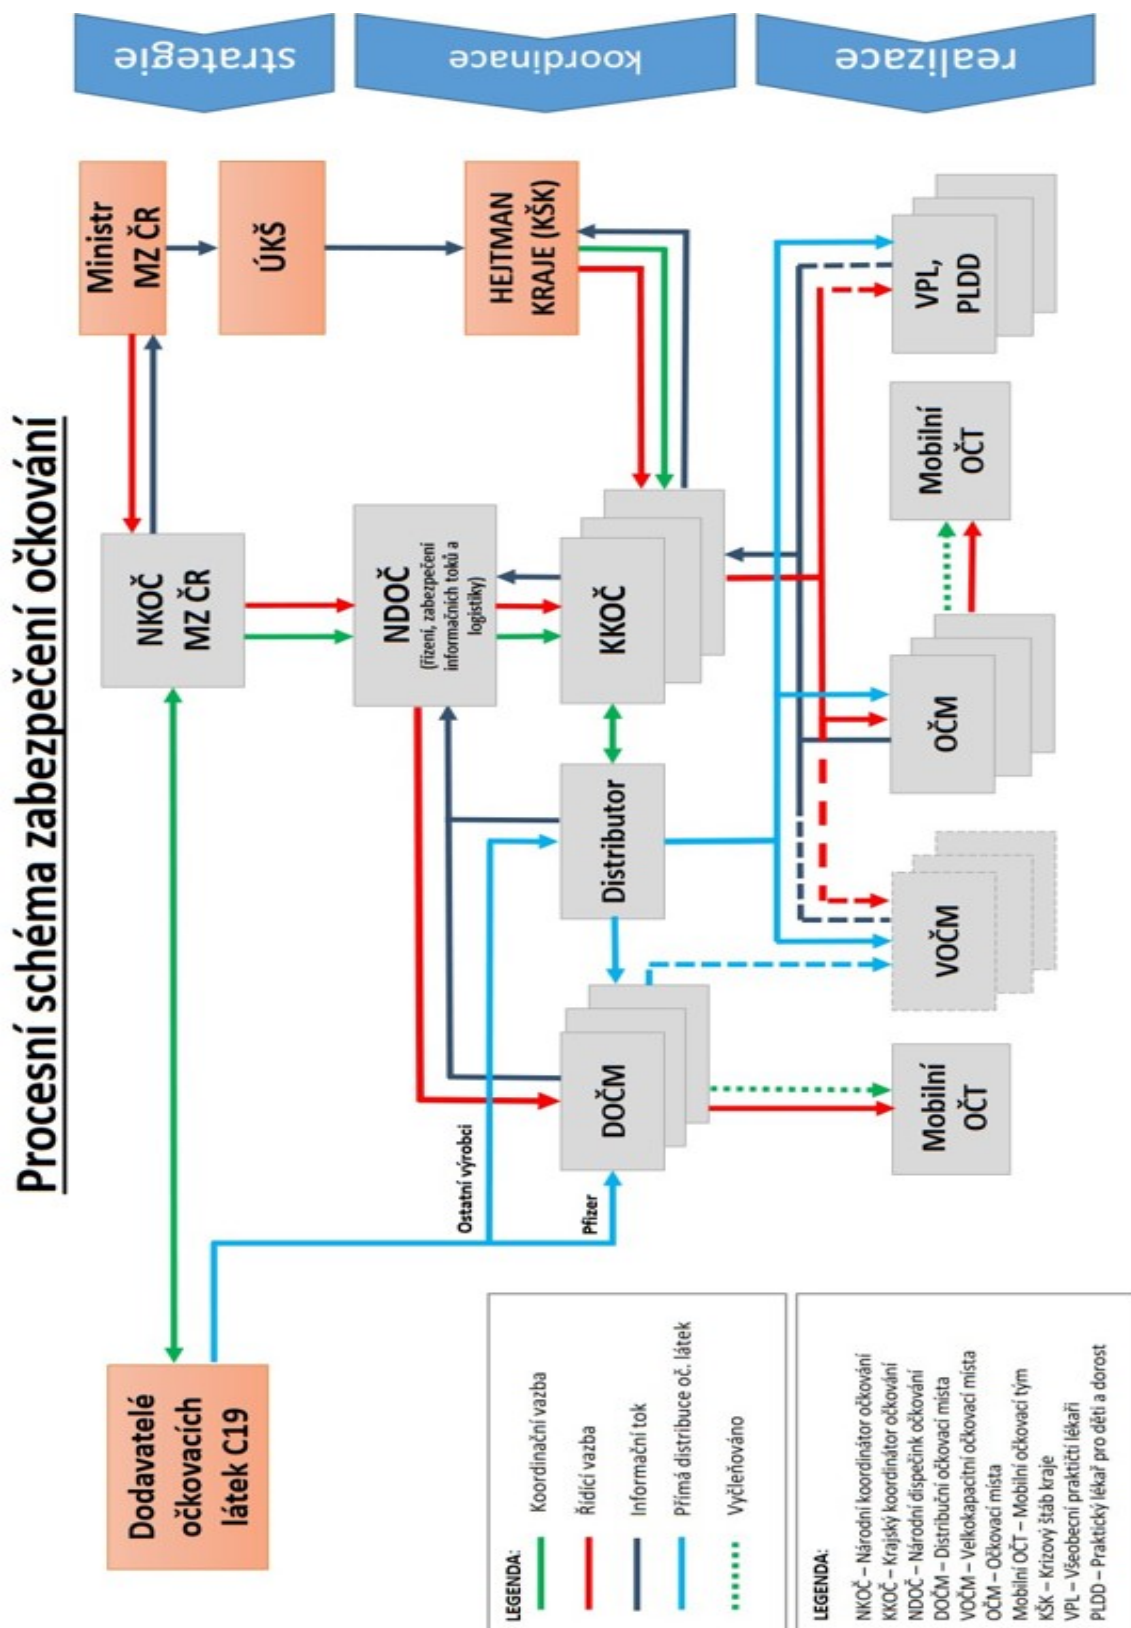 Procesní schéma zabezpečení očkování
strategie
koordinace
realizace
Dodavatelé
očkovacích
látek C19
NKOČ
MZ ČR
Ministr
MZ ČR
ÚKŠ
NDOČ
(řízení, zabezpečení
informačních toků a
logistiky)
HEJTMAN
KRAJE (KŠK)
Ostatní výrobci
Pfizer
DOČM
Distributor
KKOČ
Mobilní
OČT
VOČM
OČM
Mobilní
OČT
VPL,
PLDD
LEGENDA:
Koordinační vazba
Řídící vazba
Informační tok
Přímá distribuce oč. látek
Vyčleňováno
LEGENDA:
NKOČ – Národní koordinátor očkování
KKOČ – Krajský koordinátor očkování
NDOČ – Národní dispečink očkování
DOČM – Distribuční očkovací místa
VOČM – Velkokapacitní očkovací místa
OČM – Očkovací místa
Mobilní OČT – Mobilní očkovací tým
KŠK – Krizový štáb kraje
VPL – Všeobecní praktičtí lékaři
PLDD – Praktický lékař pro děti a dorost